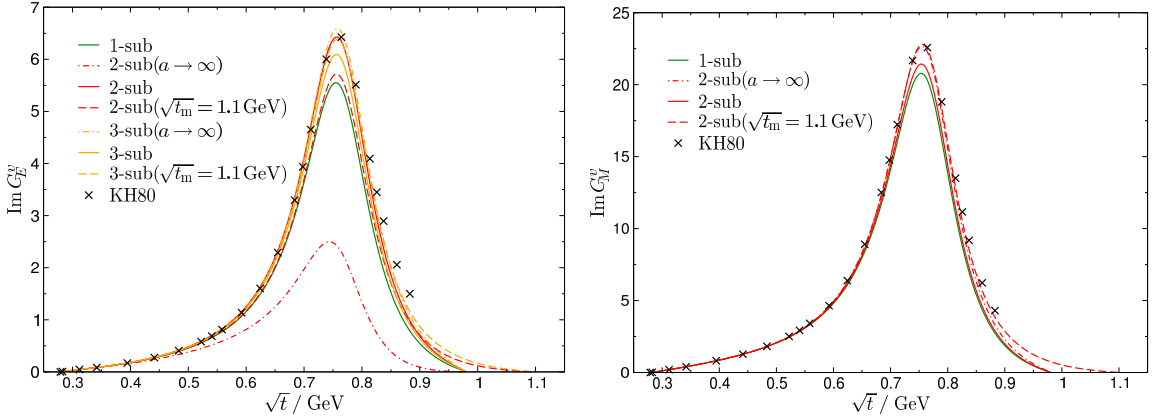 7
6
5
4
3
2
1
0
Im G_E^v
1-sub
2-sub(a → ∞)
2-sub
2-sub(√t_m = 1.1 GeV)
3-sub(a → ∞)
3-sub
3-sub(√t_m = 1.1 GeV)
KH80
0.3 0.4 0.5 0.6 0.7 0.8 0.9 1 1.1
√t / GeV
25
20
15
10
5
0
Im G_M^v
1-sub
2-sub(a → ∞)
2-sub
2-sub(√t_m = 1.1 GeV)
KH80
0.3 0.4 0.5 0.6 0.7 0.8 0.9 1 1.1
√t / GeV